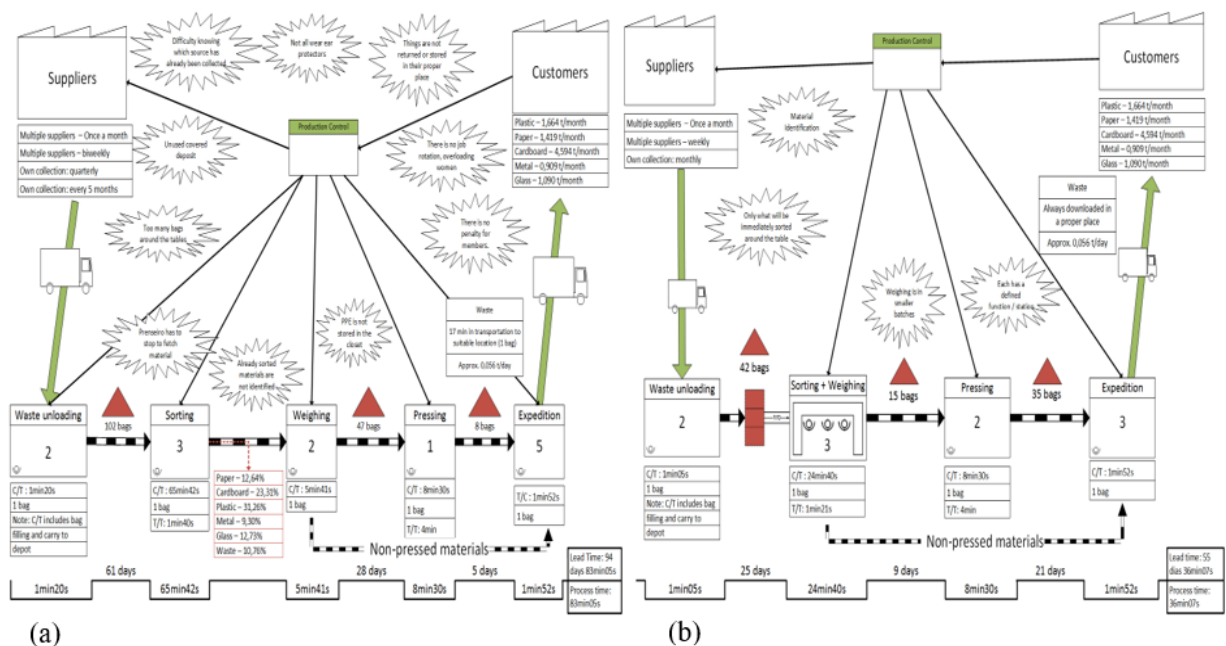 Suppliers
Difficulty knowing
which source has
already been collected
Not all wear ear
protactors
Things are not
returned or stored
in their proper
place
Customers
Production Control
Multiple suppliers – Once a month
Multiple suppliers – biweekly
Own collection: quarterly
Own collection: every 5 months
Unused covered
deposit
There is no job
rotation, overloading
woman
Plastic – 1,664 t/month
Paper – 1,419 t/month
Cardboard – 4,594 t/month
Metal – 0,909 t/month
Glass – 1,090 t/month
Too many bags
around the tables
There is no
penalty for
members.
Prenseiro has to
stop to fetch
material
Already sorted
materials are
not identified
PPE is not
stored in the
closet
Waste
17 min in transportation to
suitable location (1 bag)
Approx. 0,056 t/day
Waste unloading
2
C/T : 1min20s
1 bag
Note: C/T includes bag
filling and carry to
depot
102 bags
Sorting
3
C/T : 65min42s
1 bag
T/T : 1min40s
Paper – 12,64%
Cardboard – 23,31%
Plastic – 31,26%
Metal – 9,30%
Glass – 12,73%
Waste – 10,76%
Weighing
2
C/T : 5min41s
1 bag
47 bags
Pressing
1
C/T : 8min30s
1 bag
T/T: 4min
8 bags
Expedition
5
T/C : 1min52s
1 bag
Non-pressed materials
1min20s
61 days
65min42s
5min41s
28 days
8min30s
5 days
1min52s
Lead Time: 94
days 83min05s
Process time:
83min05s
(a)
Suppliers
Production Control
Customers
Multiple suppliers – Once a month
Multiple suppliers – weekly
Own collection: monthly
Material
Identification
Plastic – 1,664 t/month
Paper – 1,419 t/month
Cardboard – 4,594 t/month
Metal – 0,909 t/month
Glass – 1,090 t/month
Only what will be
immediately sorted
around the table
Waste
Always downloaded in
a proper place
Approx. 0,056 t/day
Weighing is in
smaller
batches
Each has a
defined
function / station
Waste unloading
2
C/T : 1min05s
1 bag
Note: C/T includes bag
filling and carry to
depot
42 bags
Sorting + Weighing
3
C/T : 24min40s
1 bag
T/T : 1min21s
15 bags
Pressing
2
C/T : 8min30s
1 bag
T/T : 4min
35 bags
Expedition
3
C/T : 1min52s
1 bag
Non-pressed materials
1min05s
25 days
24min40s
9 days
8min30s
21 days
1min52s
Lead time: 55
dias 36min07s
Process time:
36min07s
(b)